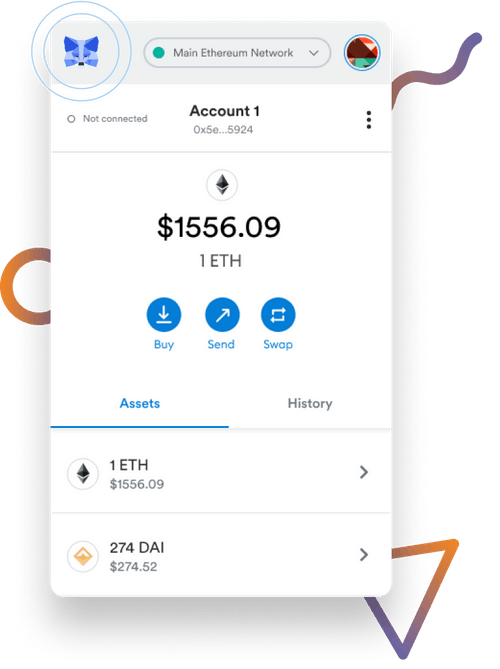 Main Ethereum Network
Not connected
Account 1
0x5e...5924
$1556.09
1 ETH
Buy
Send
Swap
Assets
History
1 ETH
$1556.09
274 DAI
$274.52